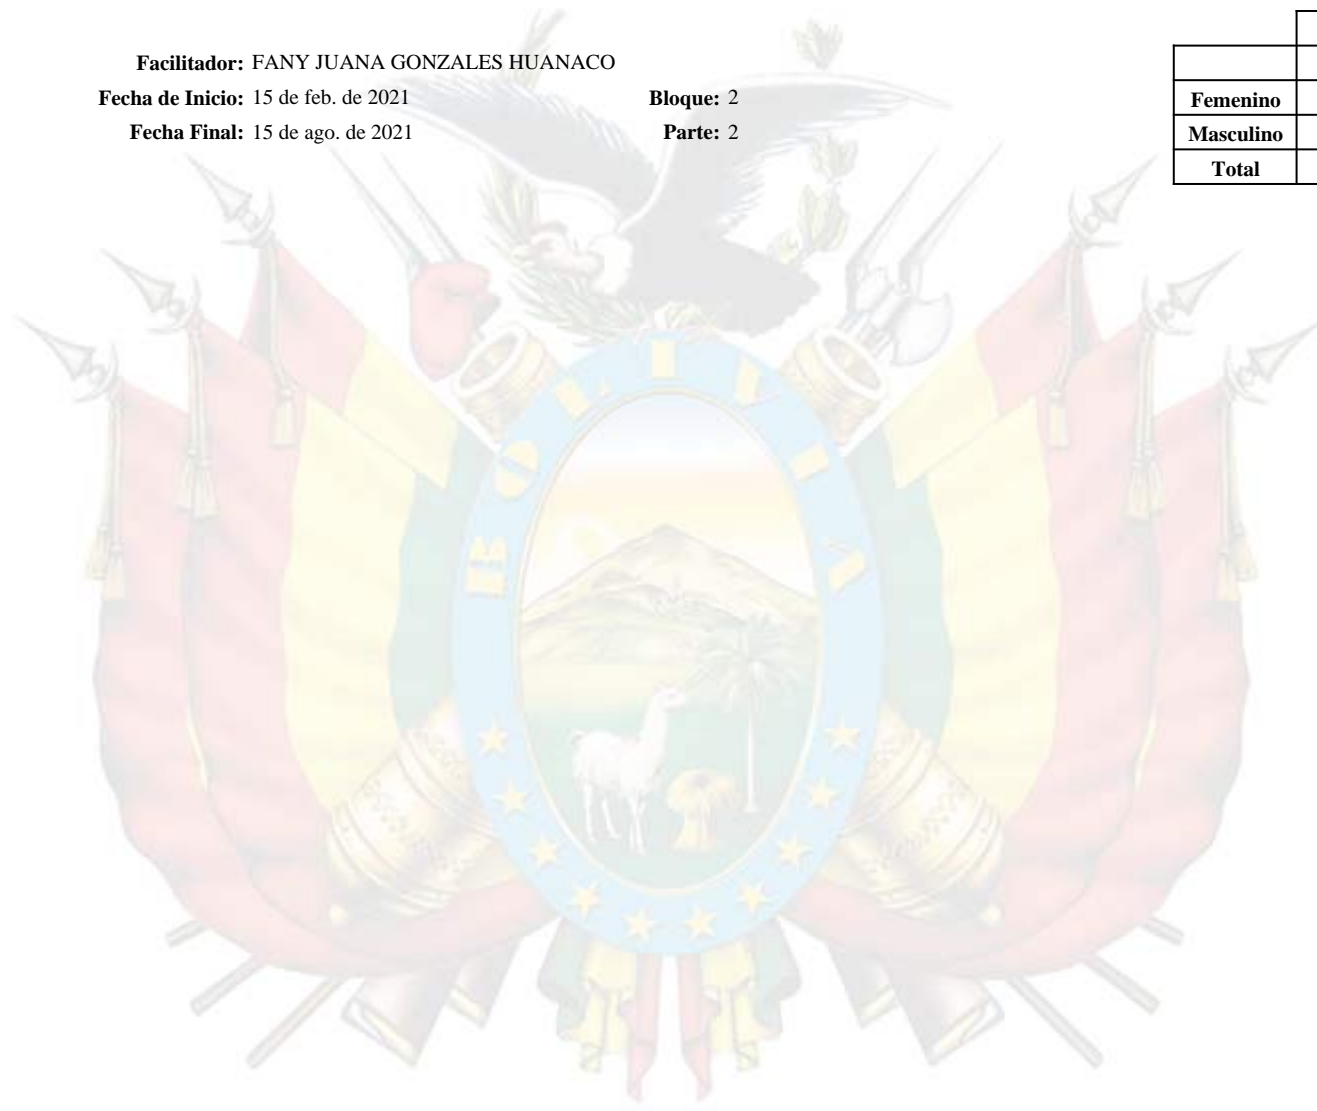 Facilitador: FANY JUANA GONZALES HUANACO
Fecha de Inicio: 15 de feb. de 2021 Bloque: 2
Fecha Final: 15 de ago. de 2021 Parte: 2
Femenino
Masculino
Total
BOLIVIA